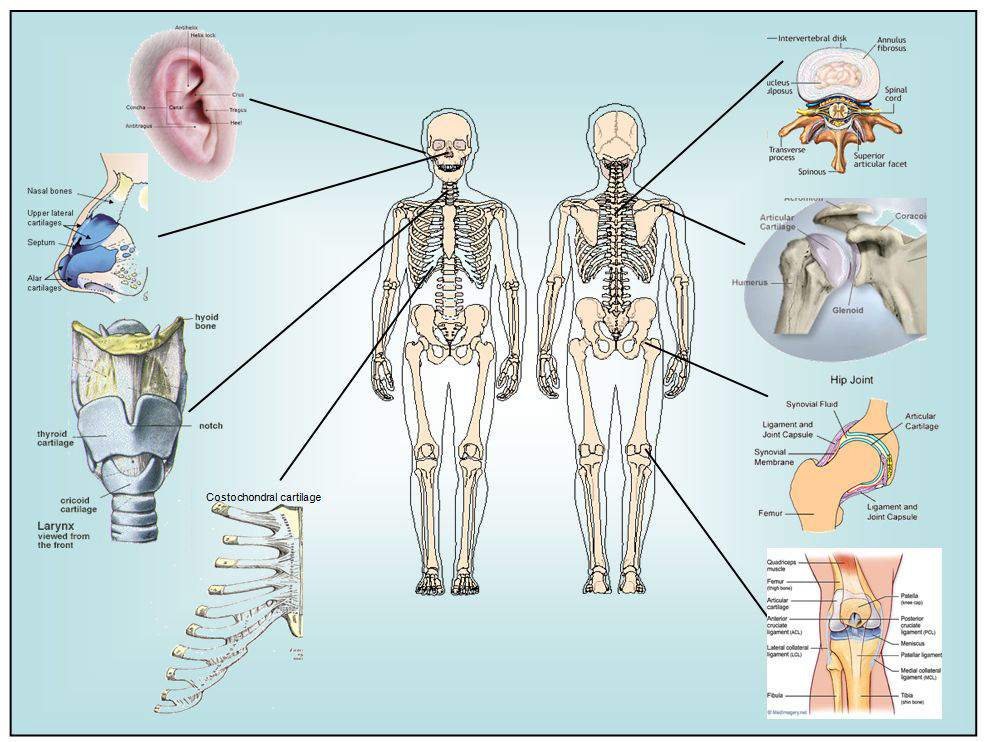 Antihelix
Helix lock
Crus
Concha
Canal
Tragus
Heel
Antitragus
Nasal bones
Upper lateral
cartilages
Septum
Alar
cartilages
hyoid
bone
notch
thyroid
cartilage
cricoid
cartilage
Larynx
viewed from
the front
Costochondral cartilage
Intervertebral disk
Annulus
fibrosus
ucleus
ulposus
Spinal
cord
Transverse
process
Superior
articular facet
Spinous
Acromion
Coracoi
Articular
Cartilage
Humerus
Glenoid
Hip Joint
Synovial Fluid
Articular
Cartilage
Ligament and
Joint Capsule
Synovial
Membrane
Femur
Ligament and
Joint Capsule
Quadriceps
muscle
Femur
(thigh bone)
Articular
cartilage
Anterior
cruciate
ligament (ACL)
Lateral collateral
ligament (LCL)
Fibula
Patella
(knee cap)
Posterior
cruciate
ligament (PCL)
Meniscus
Patellar ligament
Medial collateral
ligament (MCL)
Tibia
(shin bone)
© Medimagery.net